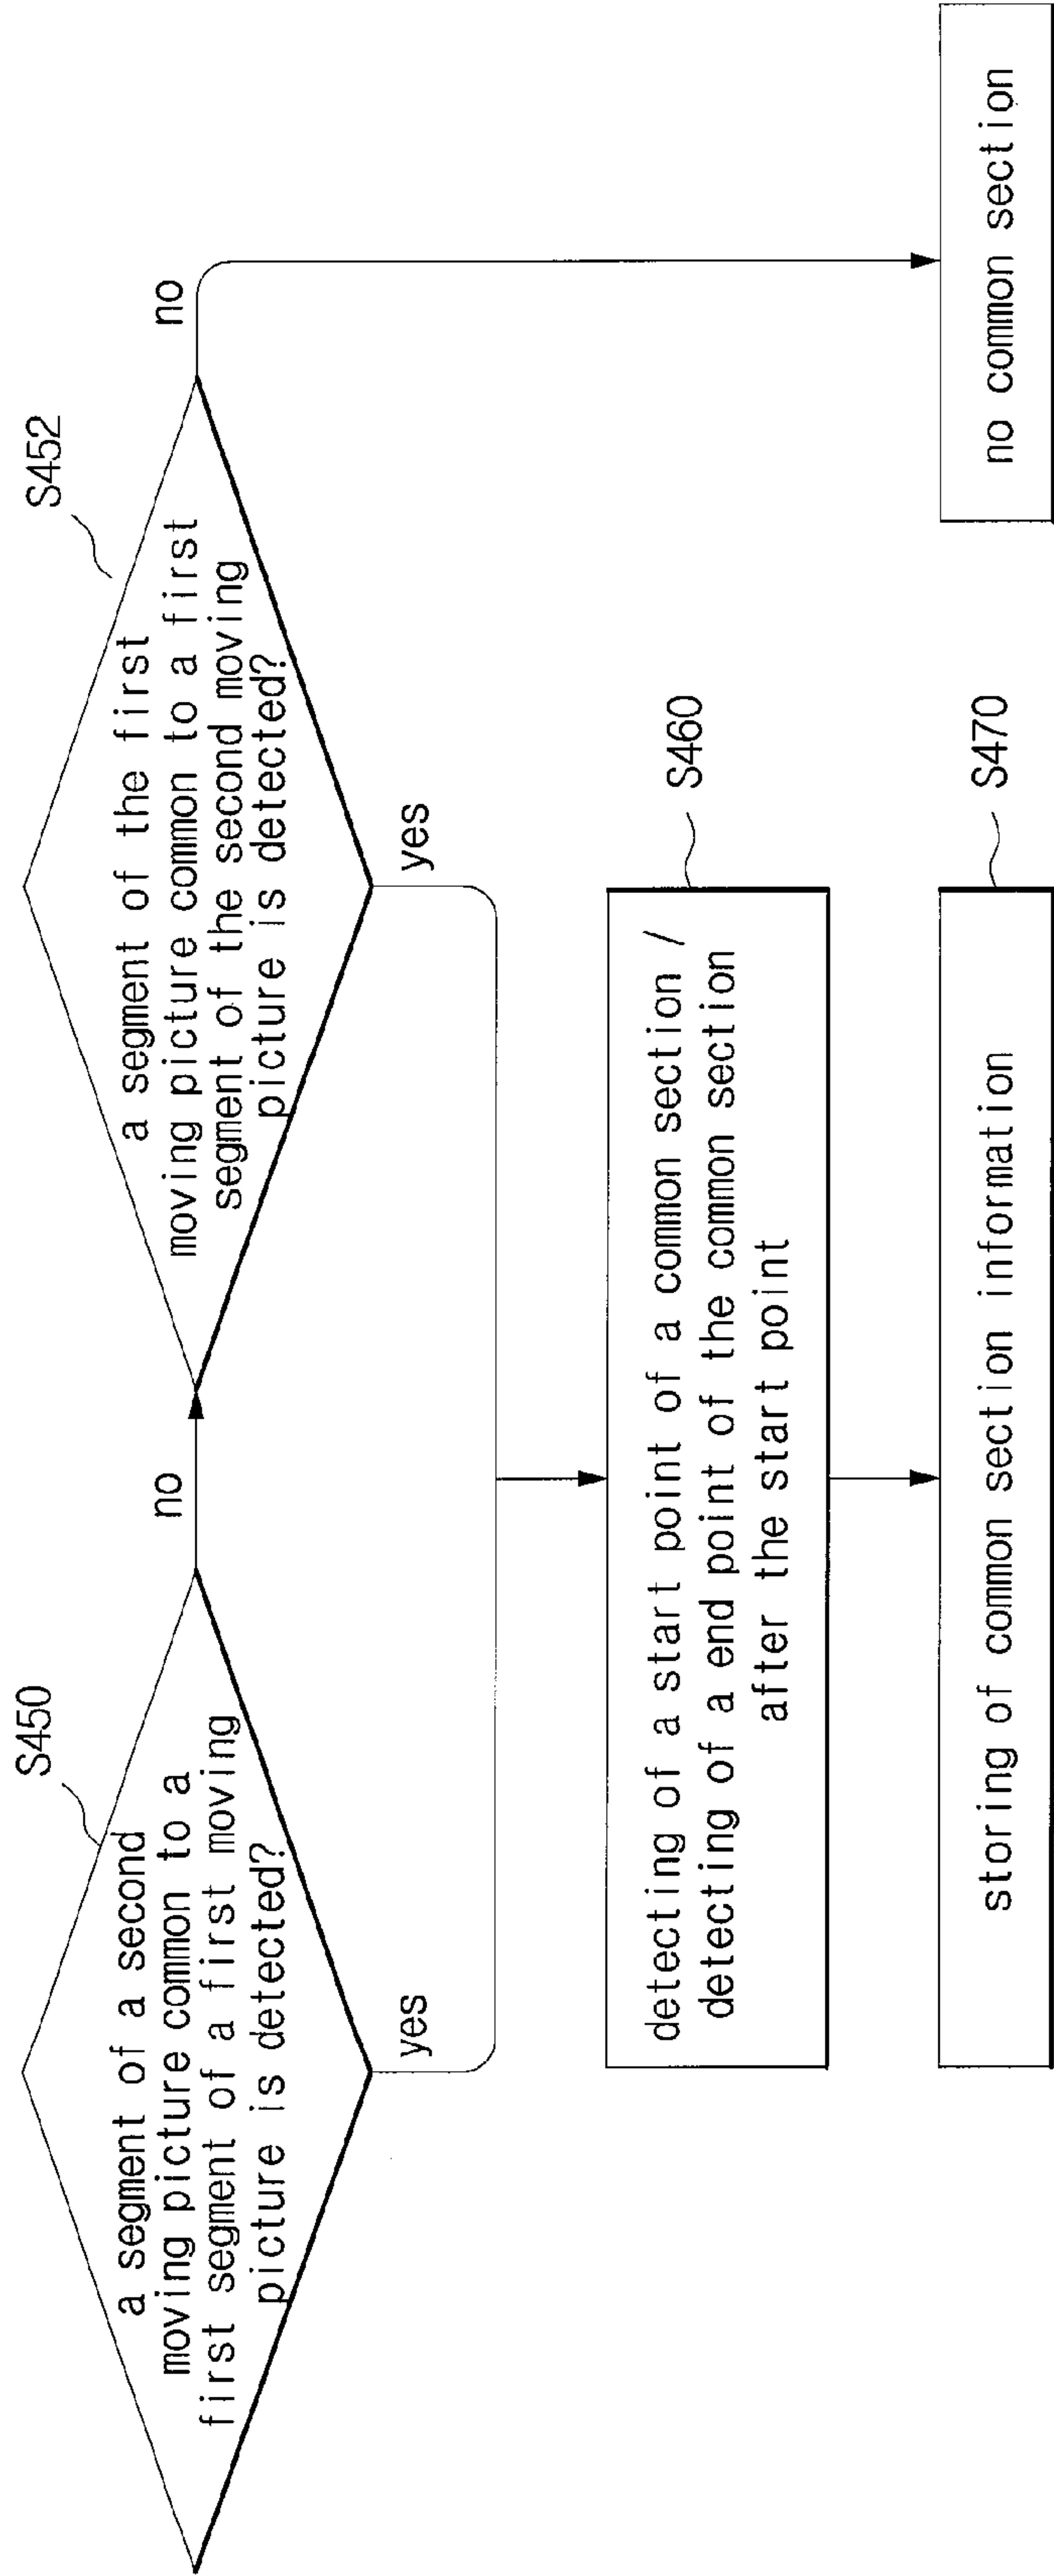 S450
a segment of a second
moving picture common to a
first segment of a first moving
picture is detected?
no
yes
S452
a segment of the first
moving picture common to a first
segment of the second moving
picture is detected?
no
yes
S460
detecting of a start point of a common section /
detecting of a end point of the common section
after the start point
S470
storing of common section information
no common section